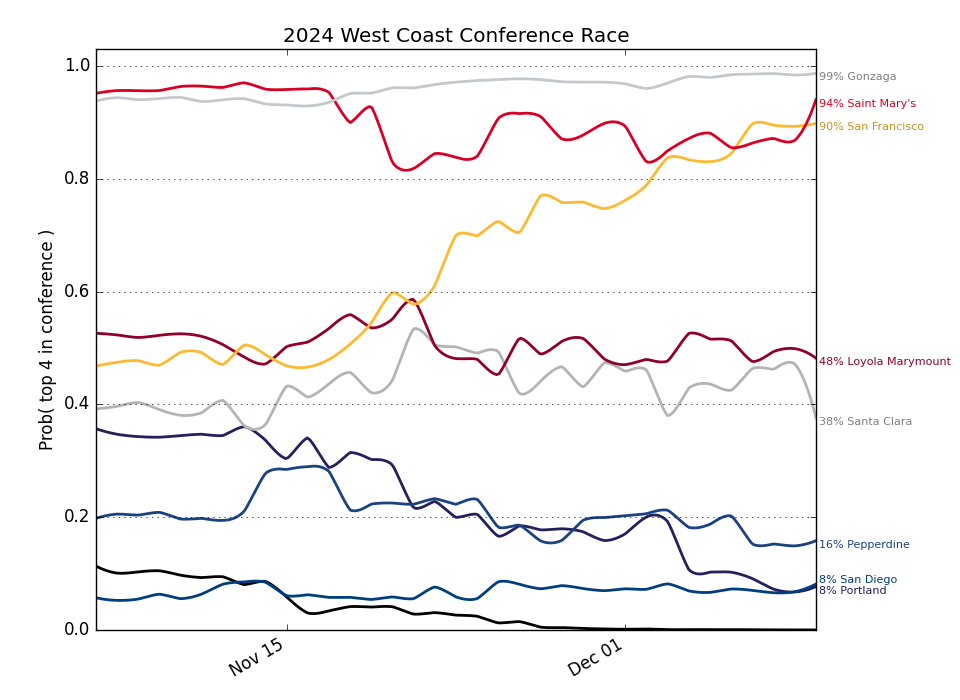 2024 West Coast Conference Race
Prob( top 4 in conference )
1.0
0.8
0.6
0.4
0.2
0.0
Nov 15
Dec 01
99% Gonzaga
94% Saint Mary's
90% San Francisco
48% Loyola Marymount
38% Santa Clara
16% Pepperdine
8% San Diego
8% Portland